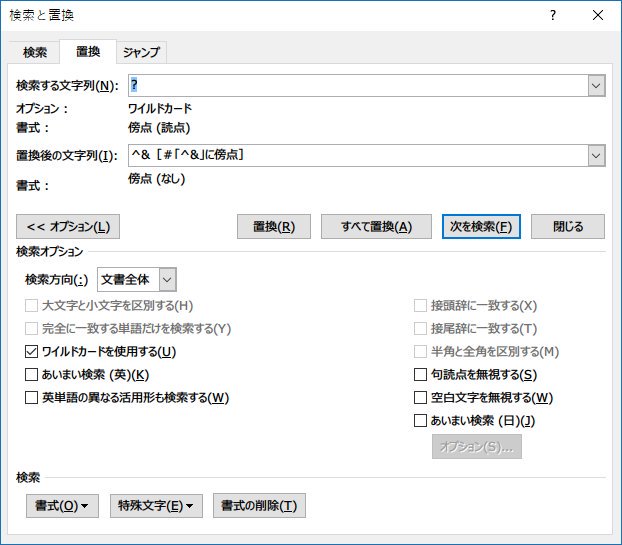 検索と置換 ? ×
検索 置換 ジャンプ
検索する文字列(N): ?
オプション : ワイルドカード
書式 : 傍点 (読点)
置換後の文字列(I): ^&［＃「^&」に傍点］
書式 : 傍点 (なし)
<< オプション(L) 置換(R) すべて置換(A) 次を検索(F) 閉じる
検索オプション
検索方向(:) 文書全体
大文字と小文字を区別する(H) 接頭辞に一致する(X)
完全に一致する単語だけを検索する(Y) 接尾辞に一致する(T)
ワイルドカードを使用する(U) 半角と全角を区別する(M)
あいまい検索 (英)(K) 句読点を無視する(S)
英単語の異なる活用形も検索する(W) 空白文字を無視する(W)
あいまい検索 (日)(J)
オプション(S)...
検索
書式(O) 特殊文字(E) 書式の削除(T)